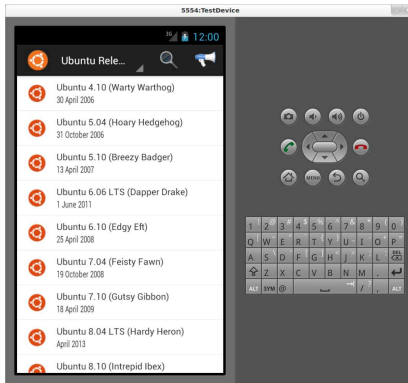 5554:TestDevice
3G 12:00
Ubuntu Rele...
Ubuntu 4.10 (Warty Warthog)
30 April 2006
Ubuntu 5.04 (Hoary Hedgehog)
31 October 2006
Ubuntu 5.10 (Breezy Badger)
13 April 2007
Ubuntu 6.06 LTS (Dapper Drake)
1 June 2011
Ubuntu 6.10 (Edgy Eft)
25 April 2008
Ubuntu 7.04 (Feisty Fawn)
19 October 2008
Ubuntu 7.10 (Gutsy Gibbon)
18 April 2009
Ubuntu 8.04 LTS (Hardy Heron)
April 2013
Ubuntu 8.10 (Intrepid Ibex)
MENU
1 2 @ 3 # 4 $ 5 % 6 ^ 7 & 8 * 9 ( 0 )
Q W E R T Y U I O P
A S D F G H J K L DEL
Z X C V B N M .
ALT SYM @ / ? , ALT